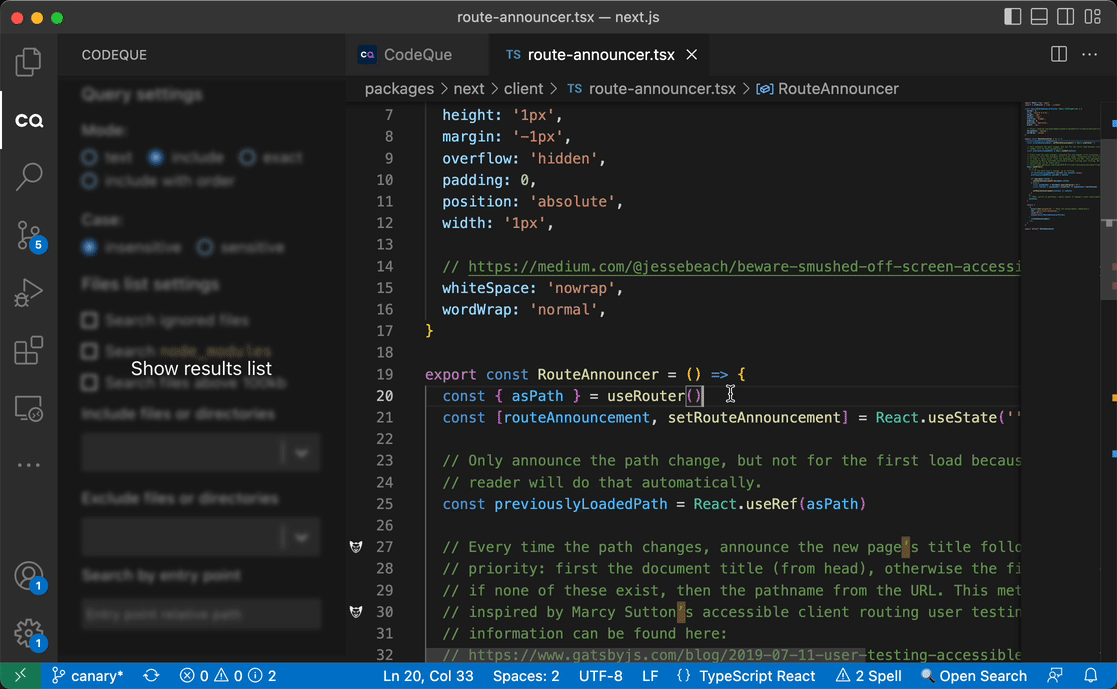 route-announcer.tsx — next.js
CODEQUE
CQ CodeQue
TS route-announcer.tsx
packages > next > client > TS route-announcer.tsx > RouteAnnouncer
CQ
5
1
1
Query settings
Mode:
text include exact
include with order
Case:
insensitive sensitive
Files list settings
Search ignored files
Search node_modules
Show results list
Search files above 100kb
Include files or directories
Exclude files or directories
Search by entry point
Entry point relative path
7 height: '1px',
8 margin: '-1px',
9 overflow: 'hidden',
10 padding: 0,
11 position: 'absolute',
12 width: '1px',
13
14 // https://medium.com/@jessebeach/beware-smushed-off-screen-accessi
15 whiteSpace: 'nowrap',
16 wordWrap: 'normal',
17 }
18
19 export const RouteAnnouncer = () => {
20 const { asPath } = useRouter()
21 const [routeAnnouncement, setRouteAnnouncement] = React.useState(''
22
23 // Only announce the path change, but not for the first load becaus
24 // reader will do that automatically.
25 const previouslyLoadedPath = React.useRef(asPath)
26
27 // Every time the path changes, announce the new page’s title follo
28 // priority: first the document title (from head), otherwise the fi
29 // if none of these exist, then the pathname from the URL. This met
30 // inspired by Marcy Sutton’s accessible client routing user testin
31 // information can be found here:
32 // https://www.gatsbyjs.com/blog/2019-07-11-user-testing-accessible
canary* 0 0 2 Ln 20, Col 33 Spaces: 2 UTF-8 LF {} TypeScript React 2 Spell Open Search